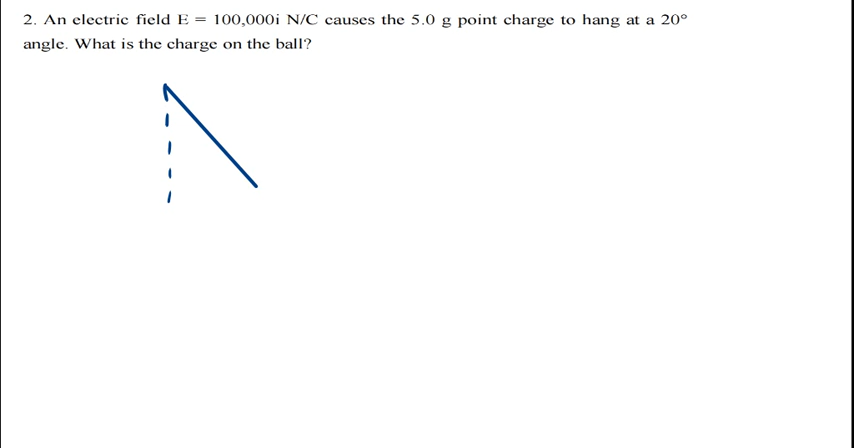 2. An electric field E = 100,000i N/C causes the 5.0 g point charge to hang at a 20°
angle. What is the charge on the ball?